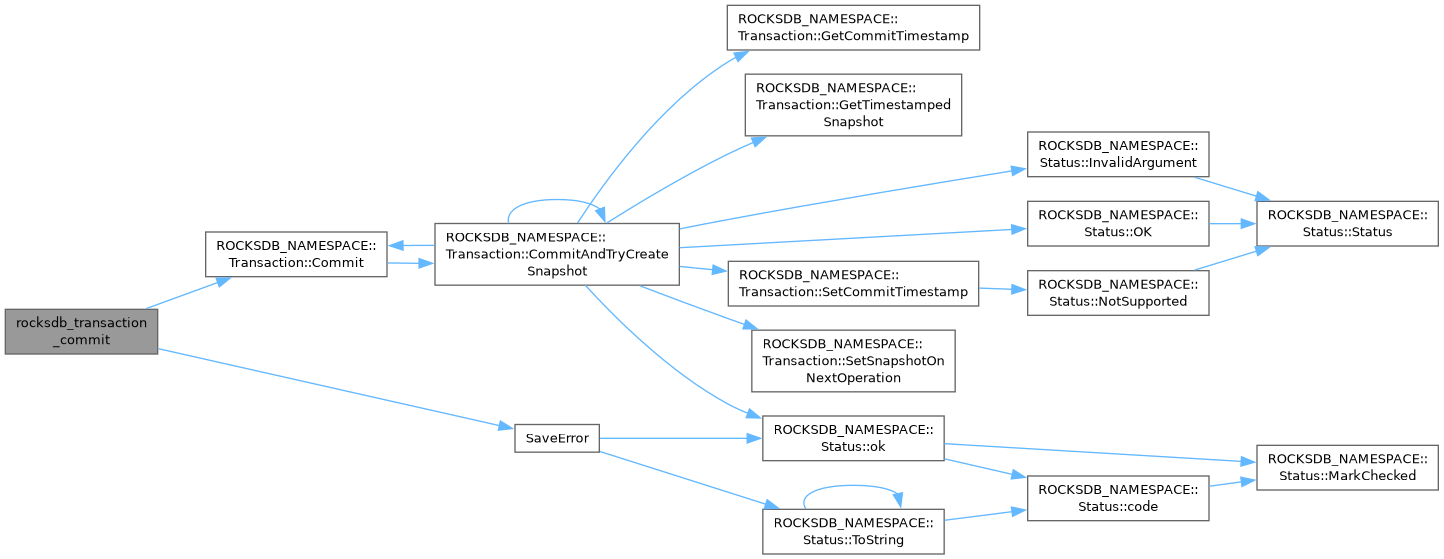 ROCKSDB_NAMESPACE::
Transaction::GetCommitTimestamp
ROCKSDB_NAMESPACE::
Transaction::GetTimestamped
Snapshot
ROCKSDB_NAMESPACE::
Status::InvalidArgument
ROCKSDB_NAMESPACE::
Status::OK
ROCKSDB_NAMESPACE::
Status::Status
ROCKSDB_NAMESPACE::
Transaction::Commit
ROCKSDB_NAMESPACE::
Transaction::CommitAndTryCreate
Snapshot
ROCKSDB_NAMESPACE::
Transaction::SetCommitTimestamp
ROCKSDB_NAMESPACE::
Status::NotSupported
rocksdb_transaction
_commit
ROCKSDB_NAMESPACE::
Transaction::SetSnapshotOn
NextOperation
SaveError
ROCKSDB_NAMESPACE::
Status::ok
ROCKSDB_NAMESPACE::
Status::MarkChecked
ROCKSDB_NAMESPACE::
Status::code
ROCKSDB_NAMESPACE::
Status::ToString